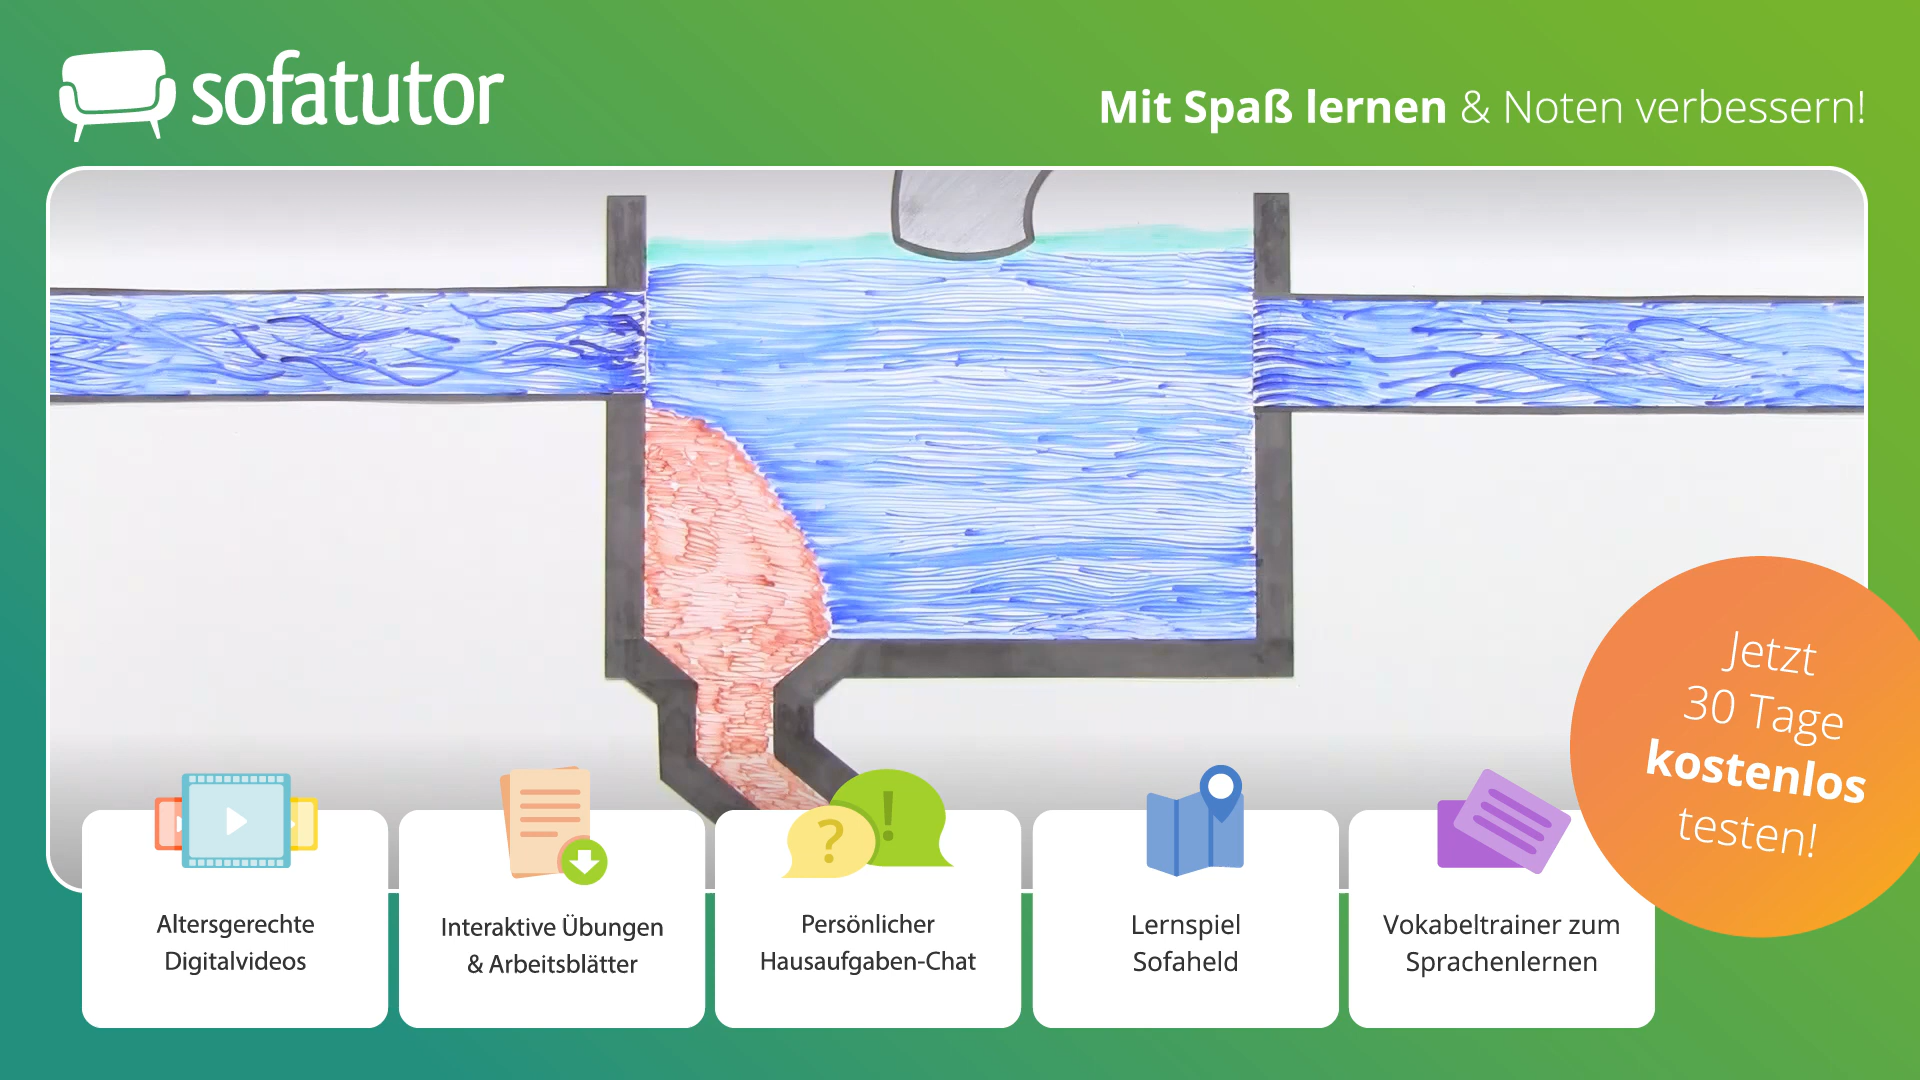 sofatutor
Mit Spaß lernen & Noten verbessern!
Jetzt
30 Tage
kostenlos
testen!
?
!
Altersgerechte
Digitalvideos
Interaktive Übungen
& Arbeitsblätter
Persönlicher
Hausaufgaben-Chat
Lernspiel
Sofaheld
Vokabeltrainer zum
Sprachenlernen